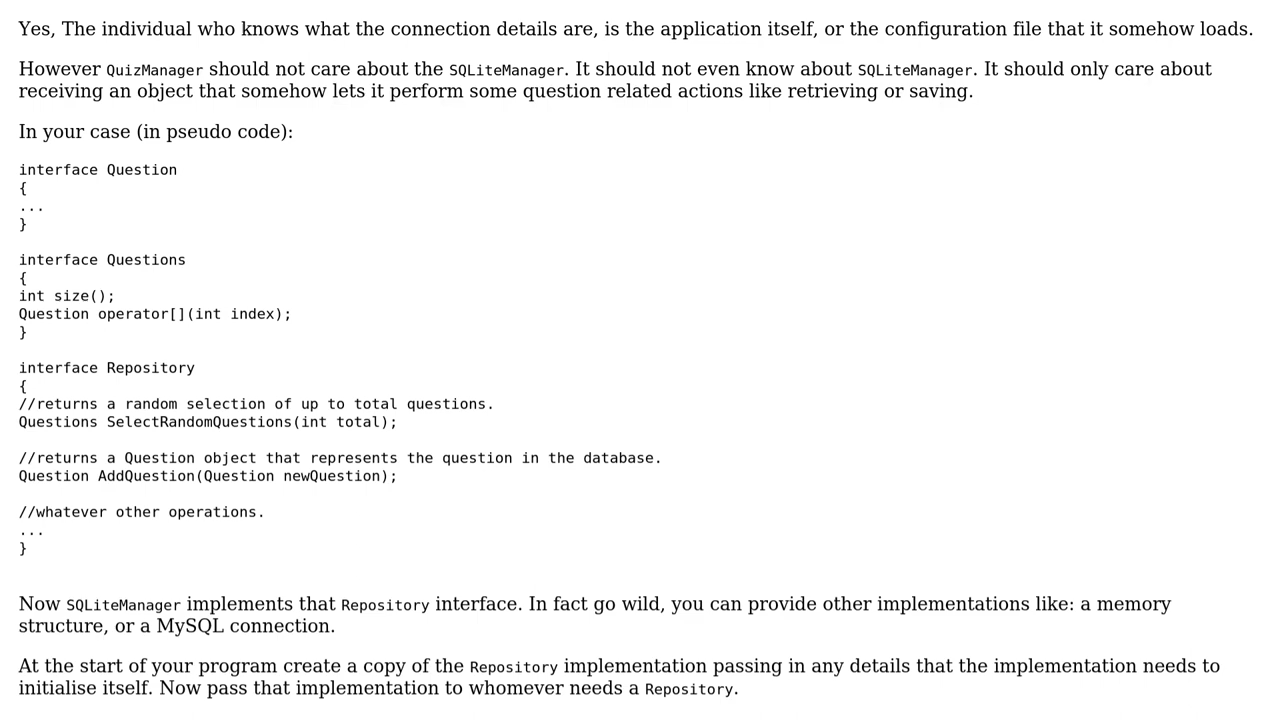 Yes, The individual who knows what the connection details are, is the application itself, or the configuration file that it somehow loads.
However QuizManager should not care about the SQLiteManager. It should not even know about SQLiteManager. It should only care about
receiving an object that somehow lets it perform some question related actions like retrieving or saving.
In your case (in pseudo code):
interface Question
{
...
}
interface Questions
{
int size();
Question operator[](int index);
}
interface Repository
{
//returns a random selection of up to total questions.
Questions SelectRandomQuestions(int total);
//returns a Question object that represents the question in the database.
Question AddQuestion(Question newQuestion);
//whatever other operations.
...
}
Now SQLiteManager implements that Repository interface. In fact go wild, you can provide other implementations like: a memory
structure, or a MySQL connection.
At the start of your program create a copy of the Repository implementation passing in any details that the implementation needs to
initialise itself. Now pass that implementation to whomever needs a Repository.